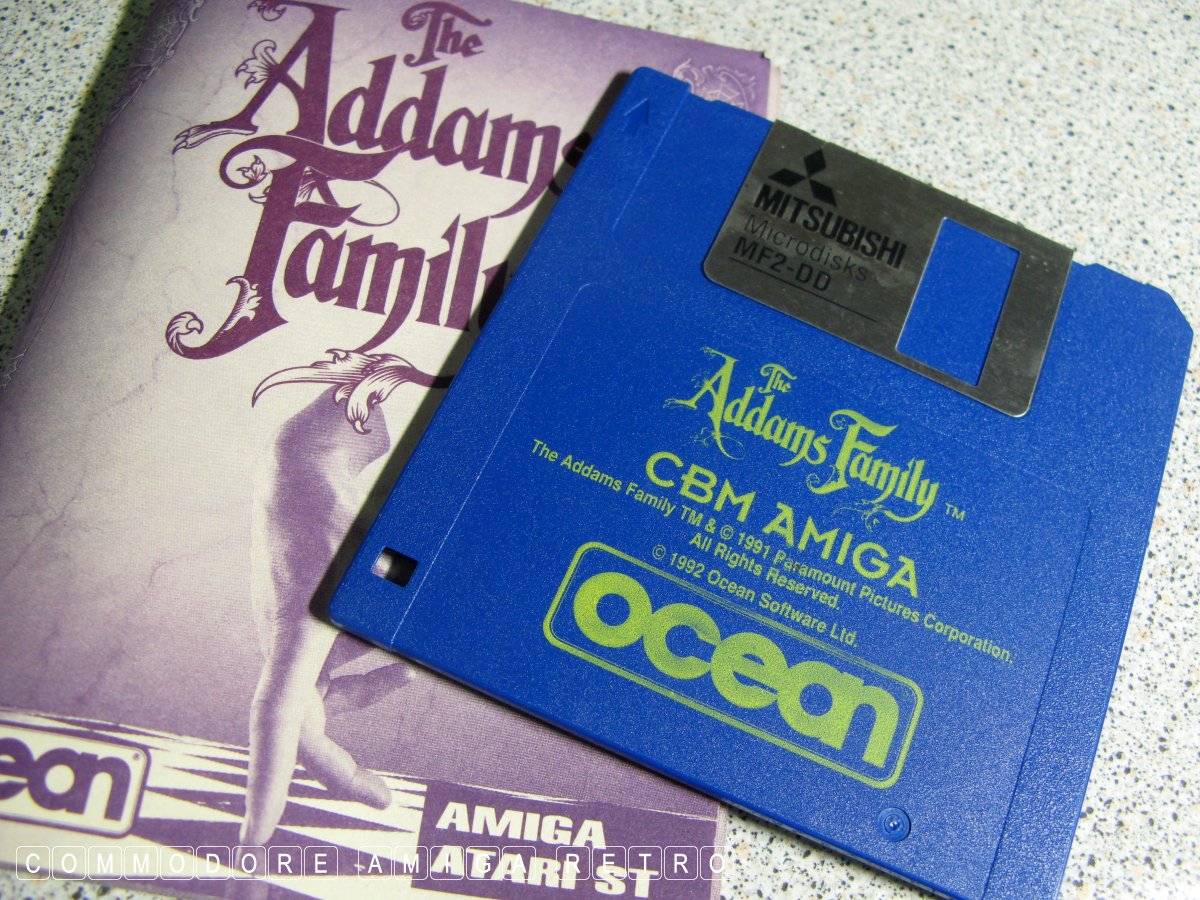 The
Addams
Family
ean
AMIGA
ATARI ST
MITSUBISHI
Microdisks
MF2-DD
The
Addams Family TM
CBM AMIGA
The Addams Family TM & © 1991 Paramount Pictures Corporation.
All Rights Reserved.
© 1992 Ocean Software Ltd.
ocean
COMMODORE AMIGA RETRO